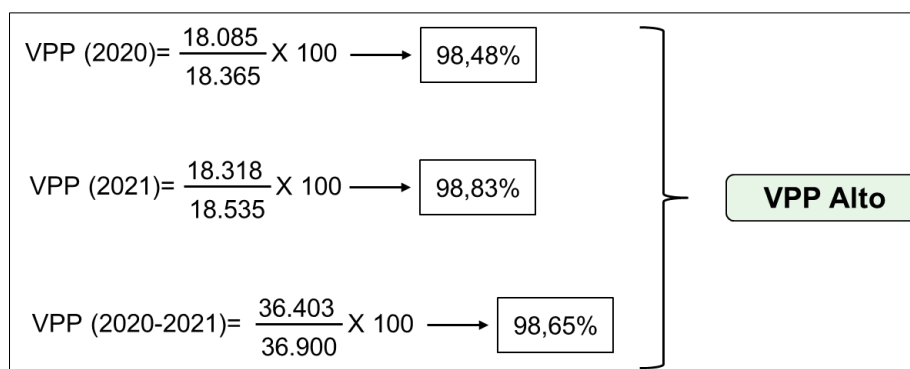 VPP (2020)= 18.085 X 100 98,48%
18.365
VPP (2021)= 18.318 X 100 98,83%
18.535
VPP Alto
VPP (2020-2021)= 36.403 X 100 98,65%
36.900